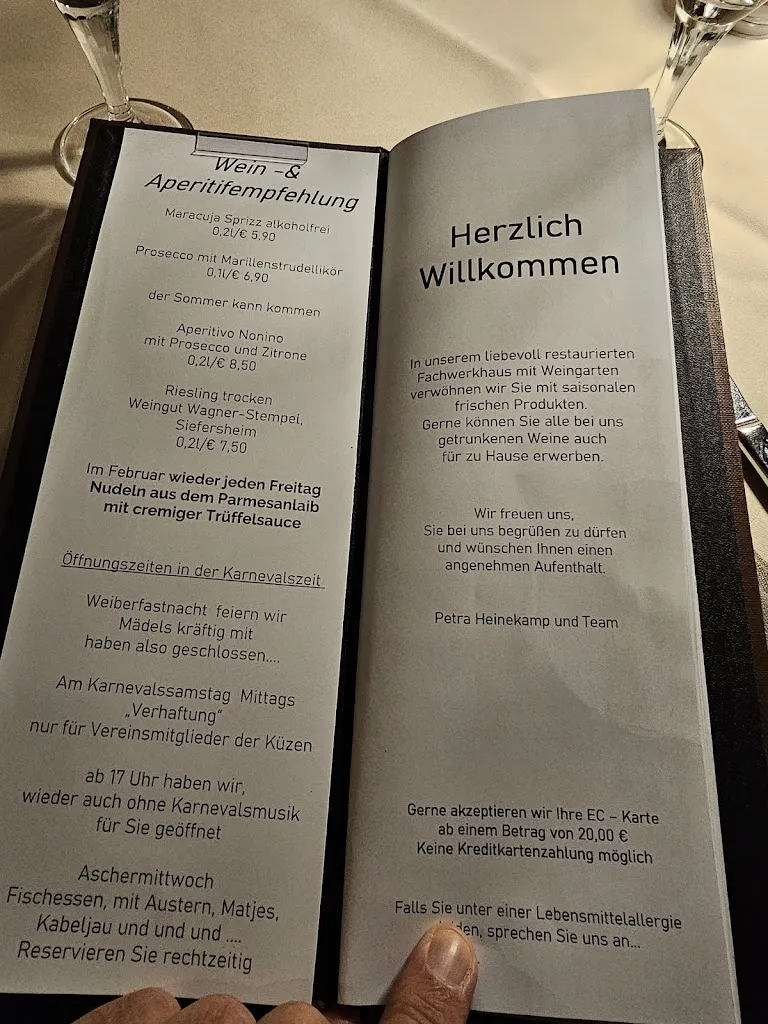 Wein -&
Aperitifempfehlung
Maracuja Sprizz alkoholfrei
0,2l/€ 5,90
Prosecco mit Marillenstrudellikör
0,1l/€ 6,90
der Sommer kann kommen
Aperitivo Nonino
mit Prosecco und Zitrone
0,2l/€ 8,50
Riesling trocken
Weingut Wagner-Stempel,
Siefersheim
0,2l/€ 7,50
Im Februar wieder jeden Freitag
Nudeln aus dem Parmesanlaib
mit cremiger Trüffelsauce
Öffnungszeiten in der Karnevalszeit
Weiberfastnacht feiern wir
Mädels kräftig mit
haben also geschlossen....
Am Karnevalssamstag Mittags
„Verhaftung“
nur für Vereinsmitglieder der Küzen
ab 17 Uhr haben wir,
wieder auch ohne Karnevalsmusik
für Sie geöffnet
Aschermittwoch
Fischessen, mit Austern, Matjes,
Kabeljau und und und ....
Reservieren Sie rechtzeitig
Herzlich
Willkommen
In unserem liebevoll restaurierten
Fachwerkhaus mit Weingarten
verwöhnen wir Sie mit saisonalen
frischen Produkten.
Gerne können Sie alle bei uns
getrunkenen Weine auch
für zu Hause erwerben.
Wir freuen uns,
Sie bei uns begrüßen zu dürfen
und wünschen Ihnen einen
angenehmen Aufenthalt.
Petra Heinekamp und Team
Gerne akzeptieren wir Ihre EC – Karte
ab einem Betrag von 20,00 €
Keine Kreditkartenzahlung möglich
Falls Sie unter einer Lebensmittelallergie
sprechen Sie uns an...